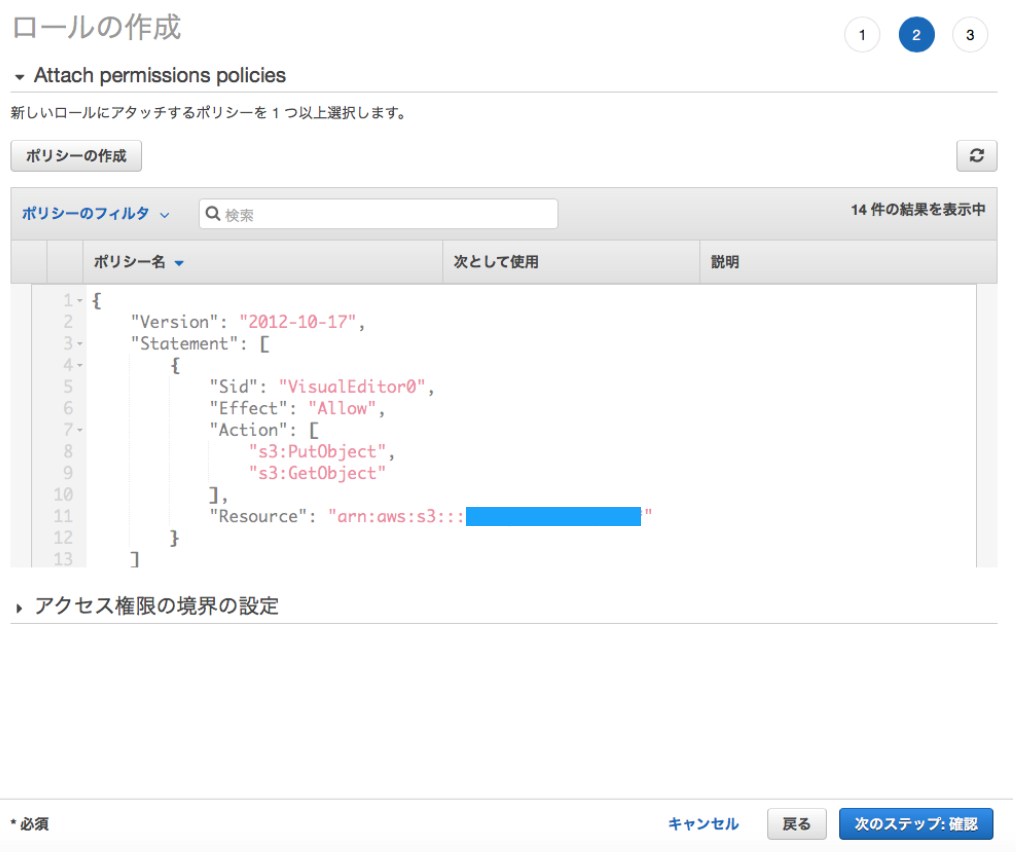 ロールの作成
1 2 3
Attach permissions policies
新しいロールにアタッチするポリシーを 1 つ以上選択します。
ポリシーの作成
ポリシーのフィルタ 検索 14 件の結果を表示中
ポリシー名 次として使用 説明
1 {
2 "Version": "2012-10-17",
3 "Statement": [
4 {
5 "Sid": "VisualEditor0",
6 "Effect": "Allow",
7 "Action": [
8 "s3:PutObject",
9 "s3:GetObject"
10 ],
11 "Resource": "arn:aws:s3:::"
12 }
13 ]
アクセス権限の境界の設定
* 必須 キャンセル 戻る 次のステップ: 確認